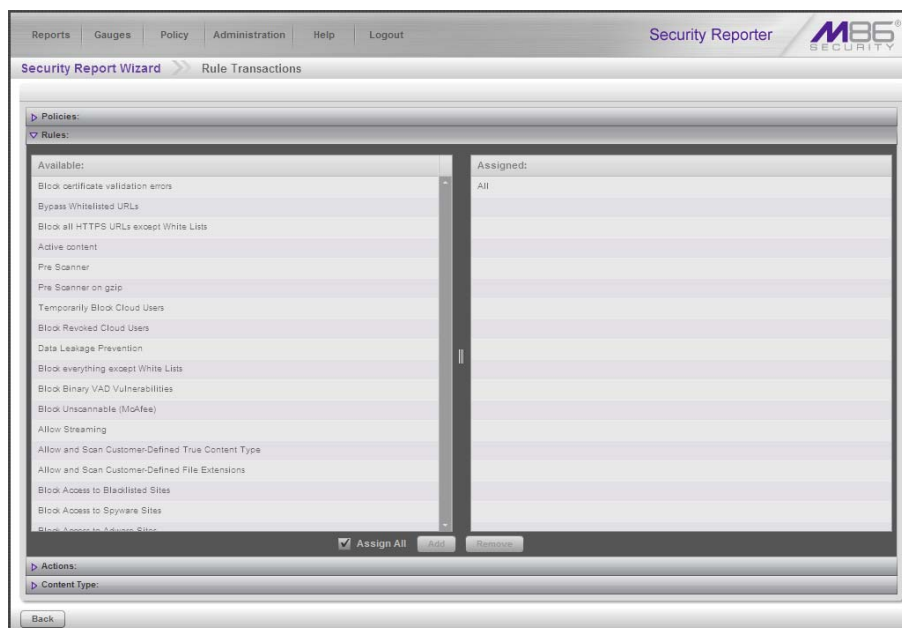 Reports Gauges Policy Administration Help Logout
Security Reporter
M86®
SECURITY
Security Report Wizard Rule Transactions
Policies:
Rules:
Available:
Block certificate validation errors
Bypass Whitelisted URLs
Block all HTTPS URLs except White Lists
Active content
Pre Scanner
Pre Scanner on gzip
Temporarily Block Cloud Users
Block Revoked Cloud Users
Data Leakage Prevention
Block everything except White Lists
Block Binary VAD Vulnerabilities
Block Unscannable (McAfee)
Allow Streaming
Allow and Scan Customer-Defined True Content Type
Allow and Scan Customer-Defined File Extensions
Block Access to Blacklisted Sites
Block Access to Spyware Sites
Block Access to Adware Sites
Assigned:
All
Assign All Add Remove
Actions:
Content Type:
Back